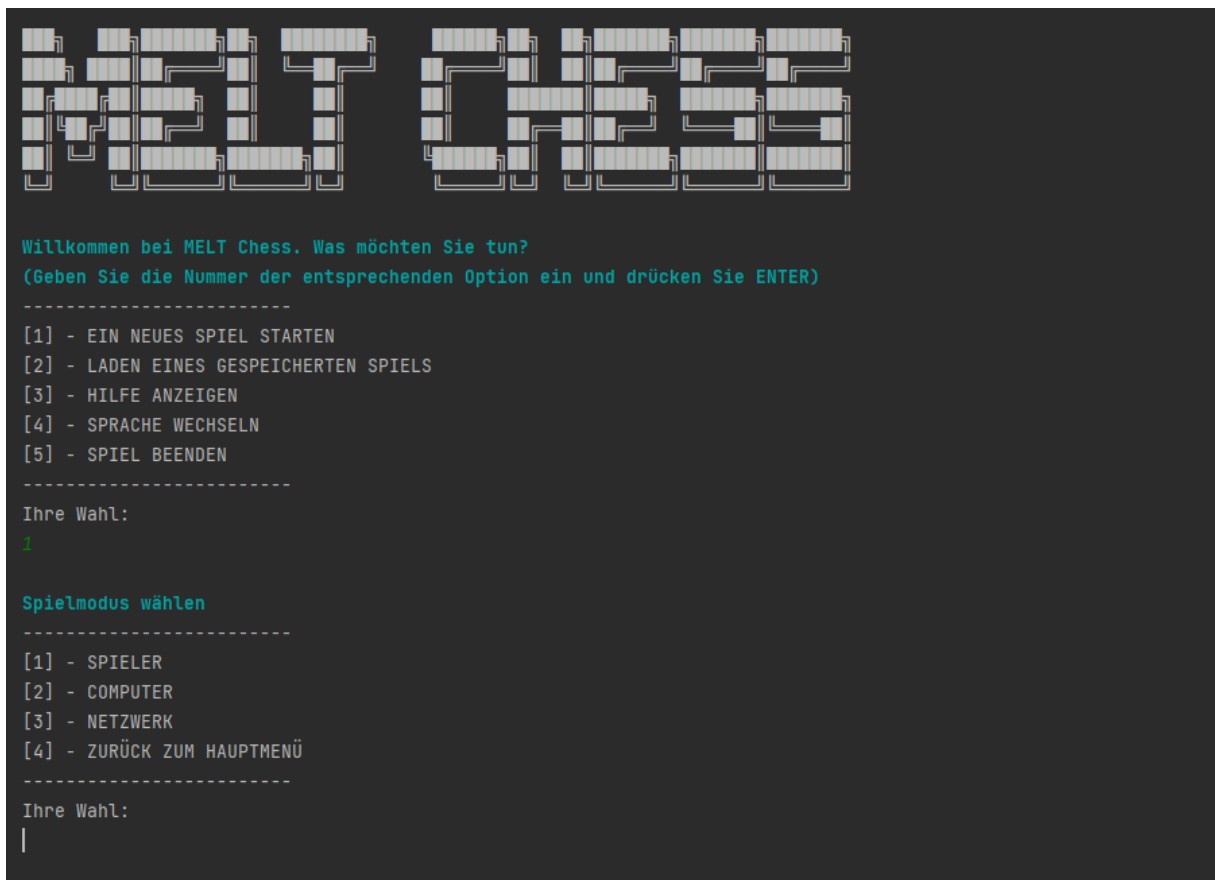 MELT CHESS
Willkommen bei MELT Chess. Was möchten Sie tun?
(Geben Sie die Nummer der entsprechenden Option ein und drücken Sie ENTER)
-------------------------
[1] - EIN NEUES SPIEL STARTEN
[2] - LADEN EINES GESPEICHERTEN SPIELS
[3] - HILFE ANZEIGEN
[4] - SPRACHE WECHSELN
[5] - SPIEL BEENDEN
-------------------------
Ihre Wahl:
1
Spielmodus wählen
-------------------------
[1] - SPIELER
[2] - COMPUTER
[3] - NETZWERK
[4] - ZURÜCK ZUM HAUPTMENÜ
-------------------------
Ihre Wahl: